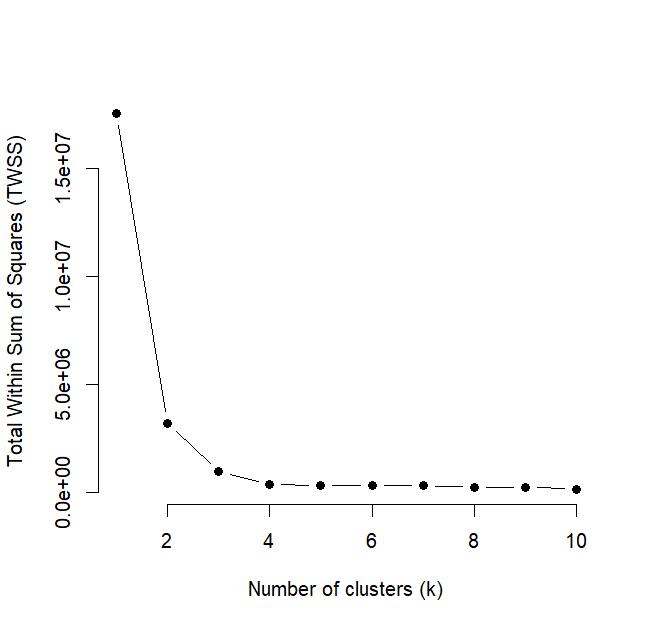 Total Within Sum of Squares (TWSS)
1.5e+07
1.0e+07
5.0e+06
0.0e+00
2 4 6 8 10
Number of clusters (k)